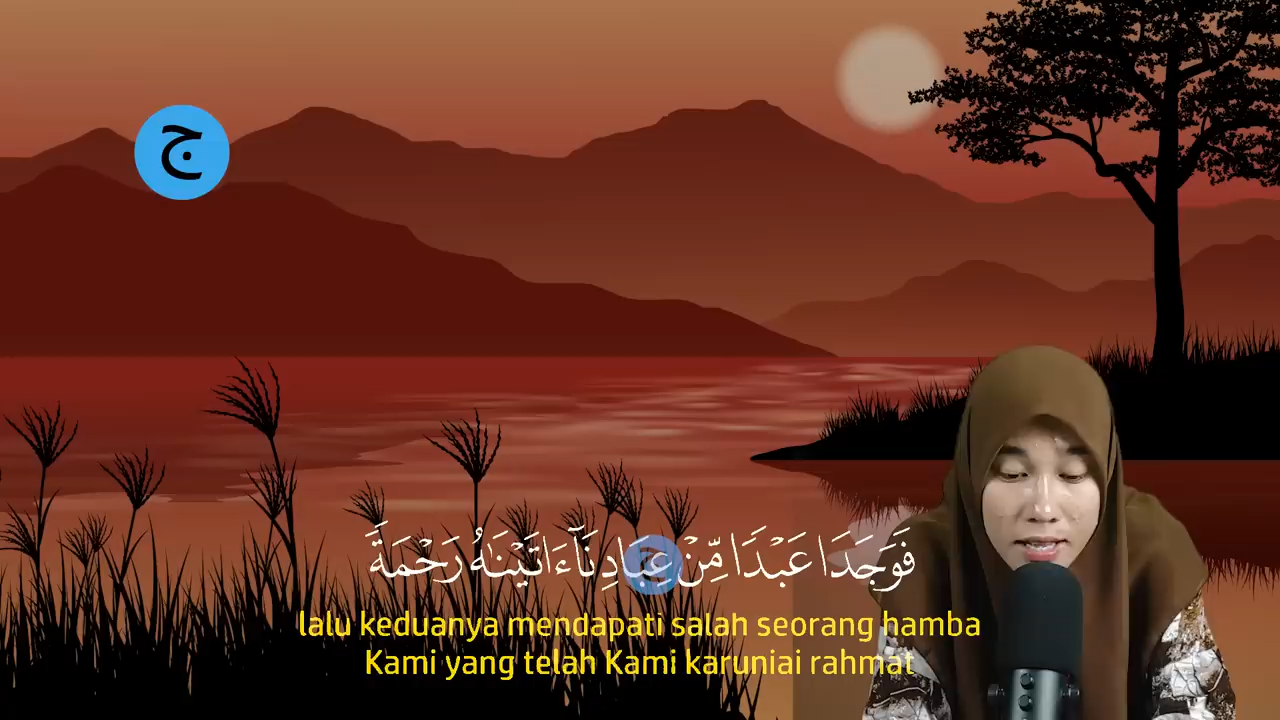 ج
فَوَجَدَا عَبْدًا مِّنْ عِبَادِنَآ ءَاتَيْنَٰهُ رَحْمَةً
lalu keduanya mendapati salah seorang hamba
Kami yang telah Kami karuniai rahmat